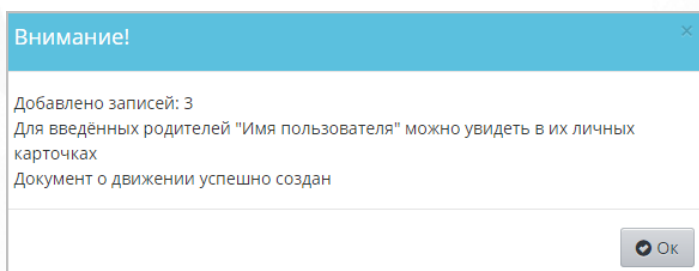 Внимание!
Добавлено записей: 3
Для введённых родителей "Имя пользователя" можно увидеть в их личных
карточках
Документ о движении успешно создан
Ок